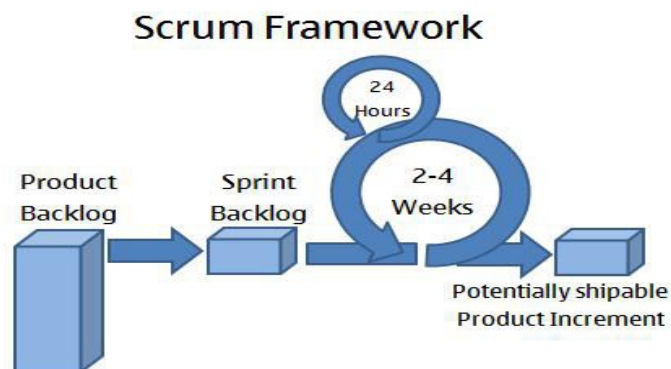 Scrum Framework
24
Hours
Product
Backlog
Sprint
Backlog
2-4
Weeks
Potentially shipable
Product Increment